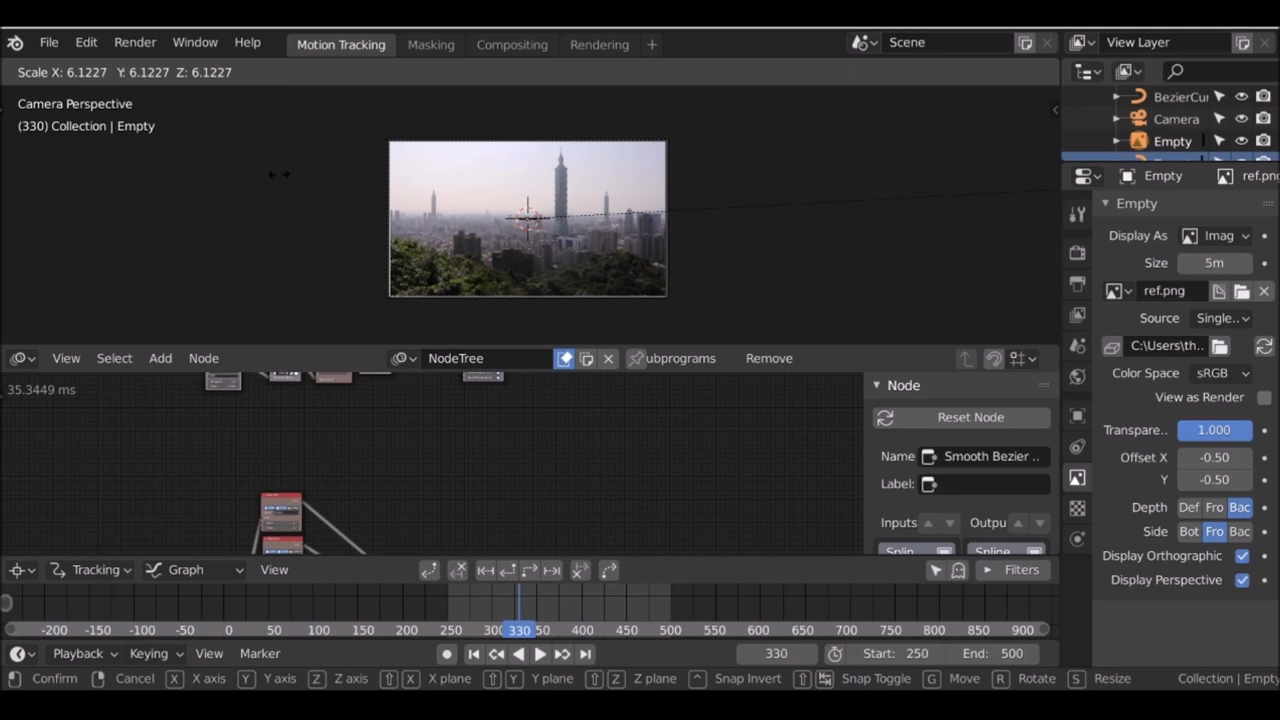 File Edit Render Window Help Motion Tracking Masking Compositing Rendering + Scene View Layer
Scale X: 6.1227 Y: 6.1227 Z: 6.1227
Camera Perspective
(330) Collection | Empty
BezierCur
Camera
Empty
Empty ref.png
Empty
Display As Imag
Size 5m
ref.png
Source Single..
C:\Users\th..
Color Space sRGB
View as Render
Transpare.. 1.000
Offset X -0.50
Y -0.50
Depth Def Fro Bac
Side Bot Fro Bac
Display Orthographic
Display Perspective
View Select Add Node NodeTree ubprograms Remove
35.3449 ms
Node
Reset Node
Name Smooth Bezier ..
Label:
Inputs Outpu
Splin Spline
Tracking Graph View Filters
-200 -150 -100 -50 0 50 100 150 200 250 300 330 50 400 450 500 550 600 650 700 750 800 850 900
Playback Keying View Marker 330 Start: 250 End: 500
Confirm Cancel X X axis Y Y axis Z Z axis X X plane Y Y plane Z Z plane ^ Snap Invert Snap Toggle G Move R Rotate S Resize Collection | Empty